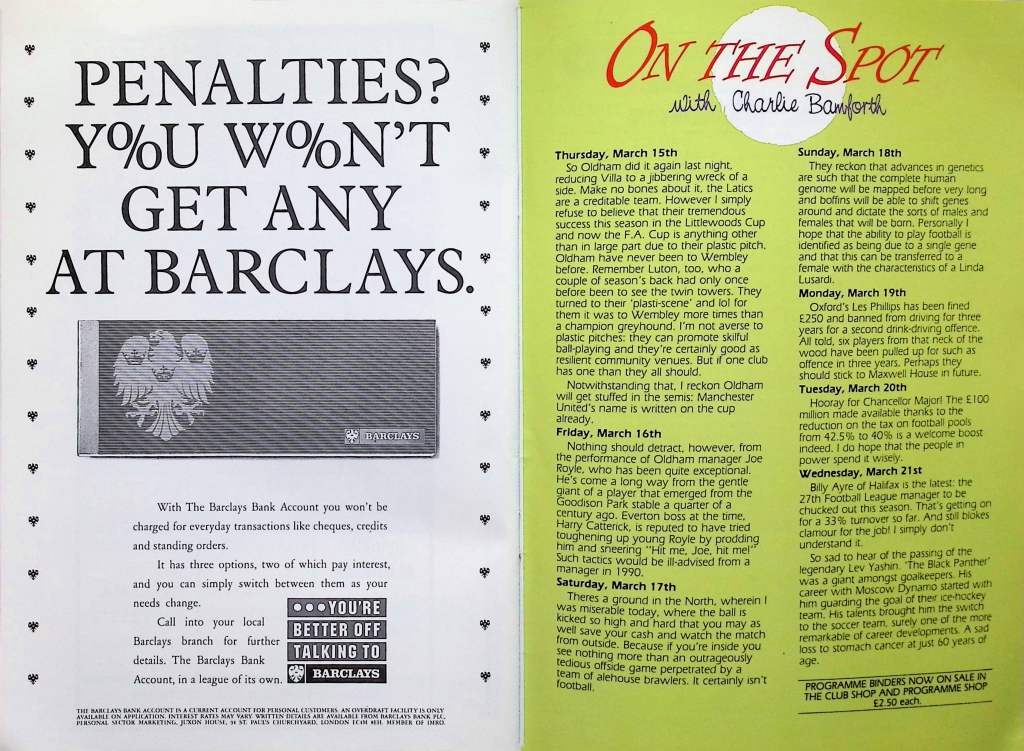 PENALTIES?
Y%U W%N'T
GET ANY
AT BARCLAYS.
BARCLAYS
With The Barclays Bank Account you won't be
charged for everyday transactions like cheques, credits
and standing orders.
It has three options, two of which pay interest,
and you can simply switch between them as your
needs change.
Call into your local
Barclays branch for further
details. The Barclays Bank
Account, in a league of its own.
•••YOU'RE
BETTER OFF
TALKING TO
BARCLAYS
THE BARCLAYS BANK ACCOUNT IS A CURRENT ACCOUNT FOR PERSONAL CUSTOMERS. AN OVERDRAFT FACILITY IS ONLY
AVAILABLE ON APPLICATION. INTEREST RATES MAY VARY. WRITTEN DETAILS ARE AVAILABLE FROM BARCLAYS BANK PLC,
PERSONAL SECTOR MARKETING, JUXON HOUSE, 94 ST. PAUL'S CHURCHYARD, LONDON EC4M 8EH. MEMBER OF IMRO.
ON THE SPOT
with Charlie Bamforth
Thursday, March 15th
So Oldham did it again last night,
reducing Villa to a jibbering wreck of a
side. Make no bones about it, the Latics
are a creditable team. However I simply
refuse to believe that their tremendous
success this season in the Littlewoods Cup
and now the F.A. Cup is anything other
than in large part due to their plastic pitch.
Oldham have never been to Wembley
before. Remember Luton, too, who a
couple of season's back had only once
before been to see the twin towers. They
turned to their 'plasti-scene' and lo! for
them it was to Wembley more times than
a champion greyhound. I'm not averse to
plastic pitches: they can promote skilful
ball-playing and they're certainly good as
resilient community venues. But if one club
has one than they all should.
Notwithstanding that, I reckon Oldham
will get stuffed in the semis: Manchester
United's name is written on the cup
already.
Friday, March 16th
Nothing should detract, however, from
the performance of Oldham manager Joe
Royle, who has been quite exceptional.
He's come a long way from the gentle
giant of a player that emerged from the
Goodison Park stable a quarter of a
century ago. Everton boss at the time,
Harry Catterick, is reputed to have tried
toughening up young Royle by prodding
him and sneering "Hit me, Joe, hit me!"
Such tactics would be ill-advised from a
manager in 1990.
Saturday, March 17th
Theres a ground in the North, wherein I
was miserable today, where the ball is
kicked so high and hard that you may as
well save your cash and watch the match
from outside. Because if you're inside you
see nothing more than an outrageously
tedious offside game perpetrated by a
team of alehouse brawlers. It certainly isn't
football.
Sunday, March 18th
They reckon that advances in genetics
are such that the complete human
genome will be mapped before very long
and boffins will be able to shift genes
around and dictate the sorts of males and
females that will be born. Personally I
hope that the ability to play football is
identified as being due to a single gene
and that this can be transferred to a
female with the characteristics of a Linda
Lusardi.
Monday, March 19th
Oxford's Les Phillips has been fined
£250 and banned from driving for three
years for a second drink-driving offence.
All told, six players from that neck of the
wood have been pulled up for such as
offence in three years. Perhaps they
should stick to Maxwell House in future.
Tuesday, March 20th
Hooray for Chancellor Major! The £100
million made available thanks to the
reduction on the tax on football pools
from 42.5% to 40% is a welcome boost
indeed. I do hope that the people in
power spend it wisely.
Wednesday, March 21st
Billy Ayre of Halifax is the latest: the
27th Football League manager to be
chucked out this season. That's getting on
for a 33% turnover so far. And still blokes
clamour for the job! I simply don't
understand it.
So sad to hear of the passing of the
legendary Lev Yashin. 'The Black Panther'
was a giant amongst goalkeepers. His
career with Moscow Dynamo started with
him guarding the goal of their ice-hockey
team. His talents brought him the switch
to the soccer team, surely one of the more
remarkable of career developments. A sad
loss to stomach cancer at just 60 years of
age.
PROGRAMME BINDERS NOW ON SALE IN
THE CLUB SHOP AND PROGRAMME SHOP
£2.50 each.